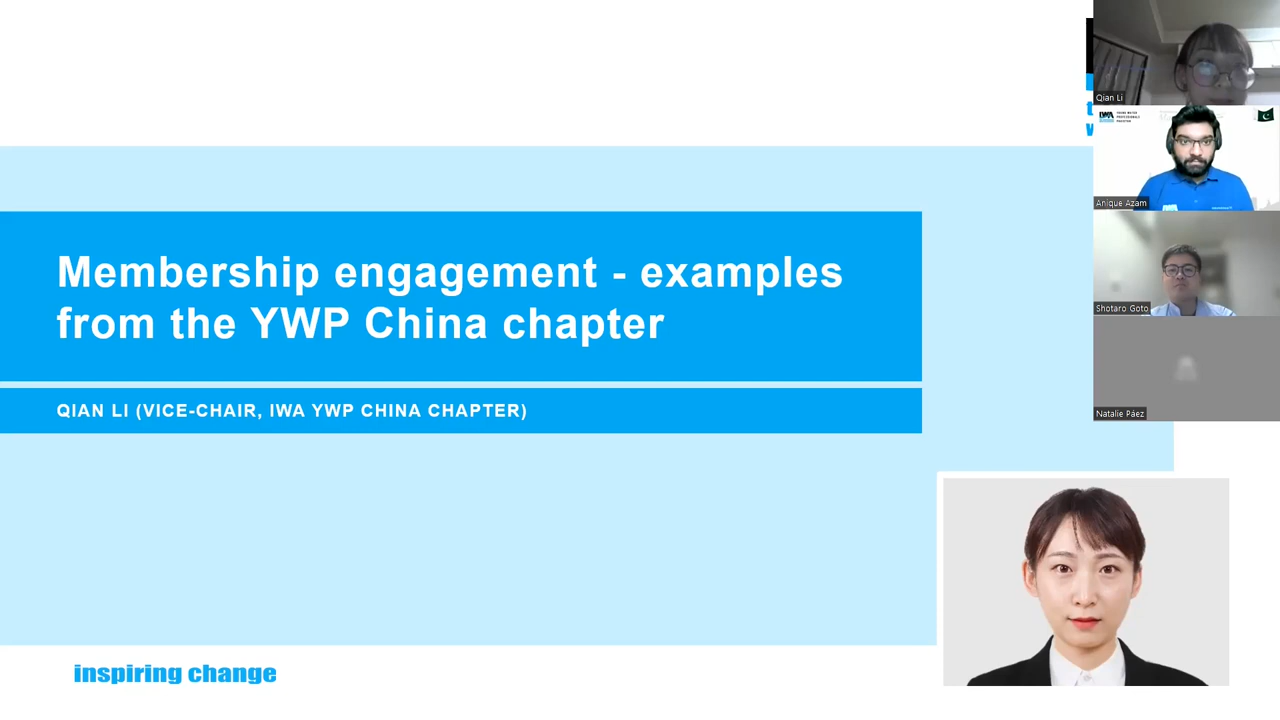 Membership engagement - examples
from the YWP China chapter
QIAN LI (VICE-CHAIR, IWA YWP CHINA CHAPTER)
inspiring change
Qian Li
IWA
Anique Azam
Shotaro Goto
Natalie Páez